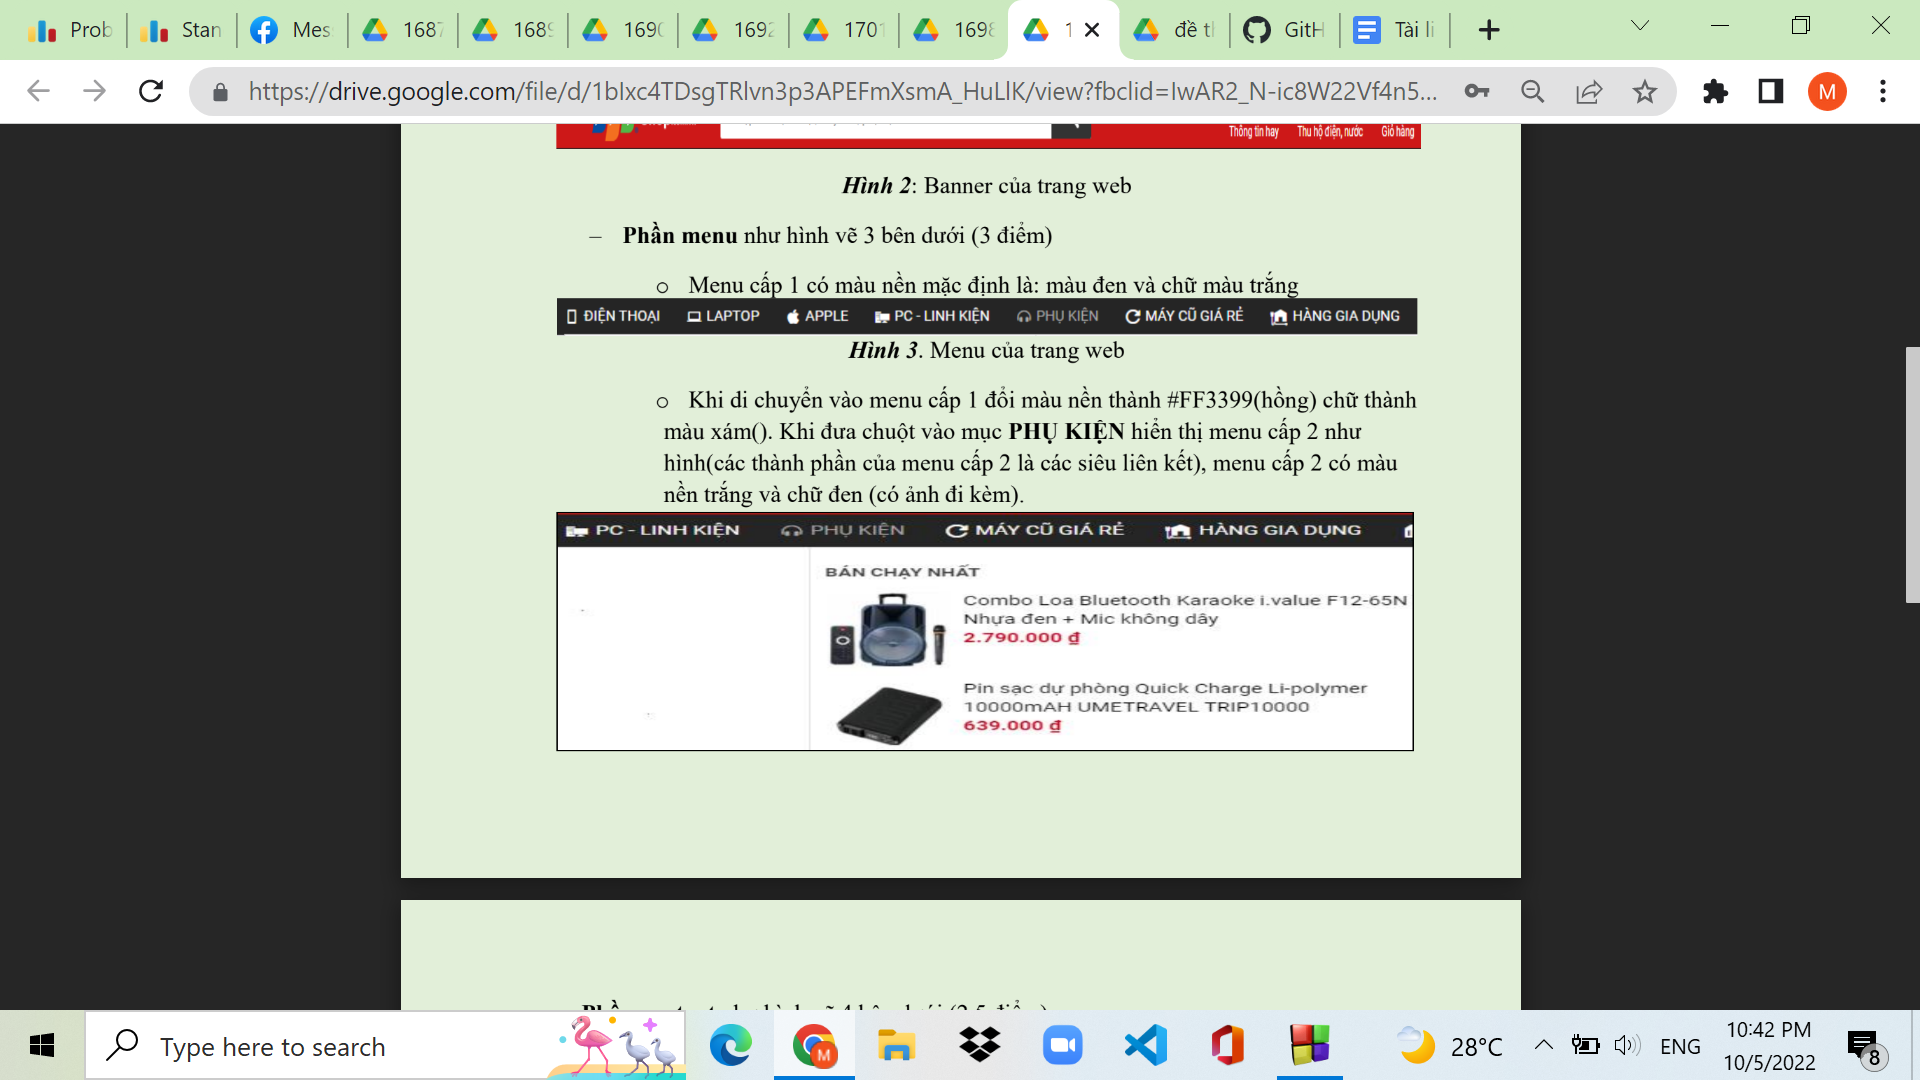 Prob
Stan
Mes
1687
1689
1690
1692
1701
1698
1
đề tl
GitH
Tài li
https://drive.google.com/file/d/1bIxc4TDsgTRlvn3p3APEFmXsmA_HuLlK/view?fbclid=IwAR2_N-ic8W22Vf4n5...
M
Thông tin hay Thu hộ điện, nước Giỏ hàng
Hình 2: Banner của trang web
– Phần menu như hình vẽ 3 bên dưới (3 điểm)
o Menu cấp 1 có màu nền mặc định là: màu đen và chữ màu trắng
ĐIỆN THOẠI LAPTOP APPLE PC - LINH KIỆN PHỤ KIỆN MÁY CŨ GIÁ RẺ HÀNG GIA DỤNG
Hình 3. Menu của trang web
o Khi di chuyển vào menu cấp 1 đổi màu nền thành #FF3399(hồng) chữ thành
màu xám(). Khi đưa chuột vào mục PHỤ KIỆN hiển thị menu cấp 2 như
hình(các thành phần của menu cấp 2 là các siêu liên kết), menu cấp 2 có màu
nền trắng và chữ đen (có ảnh đi kèm).
PC - LINH KIỆN PHỤ KIỆN MÁY CŨ GIÁ RẺ HÀNG GIA DỤNG
BÁN CHẠY NHẤT
Combo Loa Bluetooth Karaoke i.value F12-65N
Nhựa đen + Mic không dây
2.790.000 ₫
Pin sạc dự phòng Quick Charge Li-polymer
10000mAH UMETRAVEL TRIP10000
639.000 ₫
Type here to search
M
28°C
ENG
10:42 PM
10/5/2022
8